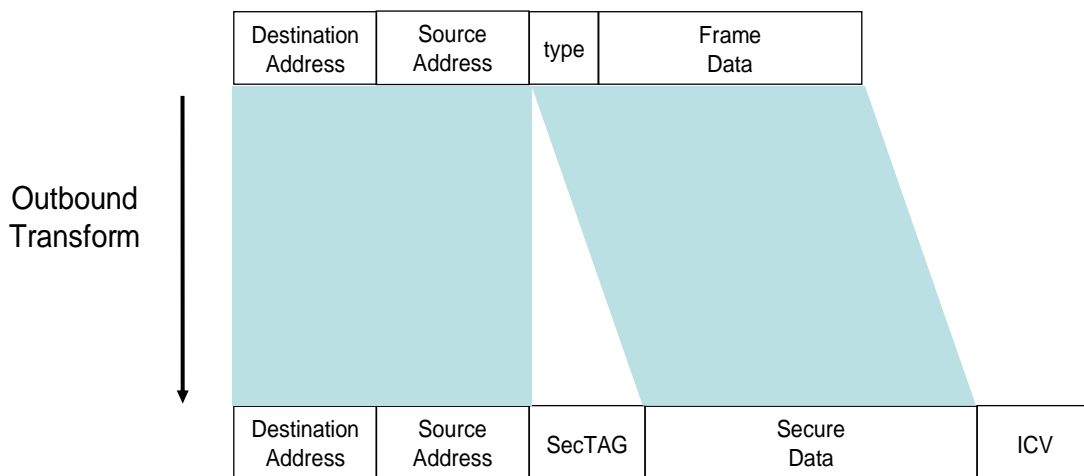 Destination
Address
Source
Address
type
Frame
Data
Outbound
Transform
Destination
Address
Source
Address
SecTAG
Secure
Data
ICV